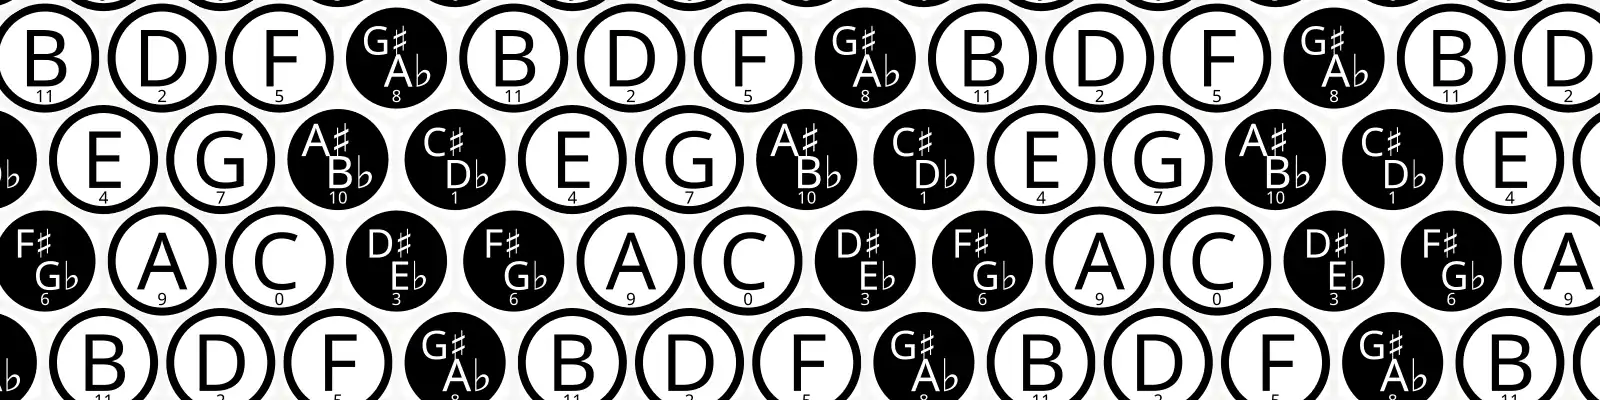 B 11 D 2 F 5 G♯ A♭ 8 B 11 D 2 F 5 G♯ A♭ 8 B 11 D 2 F 5 G♯ A♭ 8 B 11 D 2
♭ E 4 G 7 A♯ B♭ 10 C♯ D♭ 1 E 4 G 7 A♯ B♭ 10 C♯ D♭ 1 E 4 G 7 A♯ B♭ 10 C♯ D♭ 1 E 4
F♯ G♭ 6 A 9 C 0 D♯ E♭ 3 F♯ G♭ 6 A 9 C 0 D♯ E♭ 3 F♯ G♭ 6 A 9 C 0 D♯ E♭ 3 F♯ G♭ 6 A 9
♭ B 11 D 2 F 5 G♯ A♭ 8 B 11 D 2 F 5 G♯ A♭ 8 B 11 D 2 F 5 G♯ A♭ 8 B 11